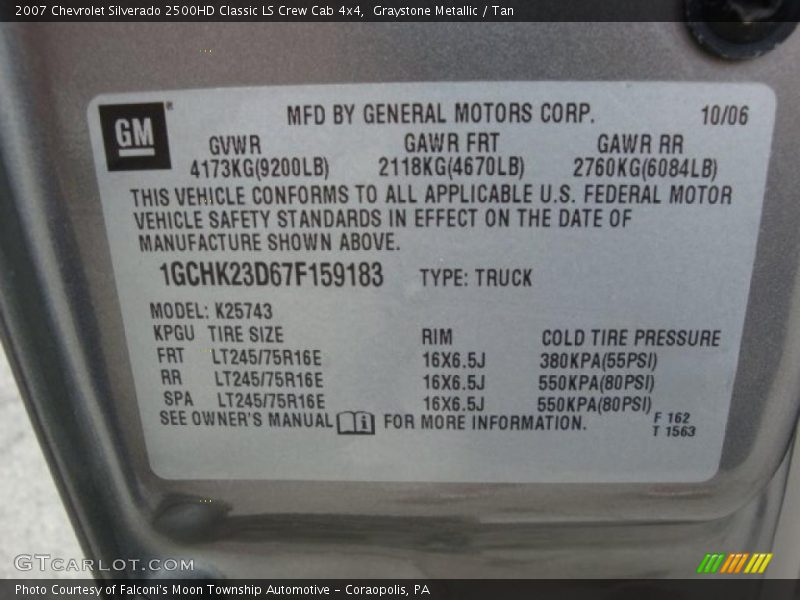 2007 Chevrolet Silverado 2500HD Classic LS Crew Cab 4x4, Graystone Metallic / Tan
GM ® MFD BY GENERAL MOTORS CORP. 10/06
GVWR GAWR FRT GAWR RR
4173KG(9200LB) 2118KG(4670LB) 2760KG(6084LB)
THIS VEHICLE CONFORMS TO ALL APPLICABLE U.S. FEDERAL MOTOR
VEHICLE SAFETY STANDARDS IN EFFECT ON THE DATE OF
MANUFACTURE SHOWN ABOVE.
1GCHK23D67F159183 TYPE: TRUCK
MODEL: K25743
KPGU TIRE SIZE RIM COLD TIRE PRESSURE
FRT LT245/75R16E 16X6.5J 380KPA(55PSI)
RR LT245/75R16E 16X6.5J 550KPA(80PSI)
SPA LT245/75R16E 16X6.5J 550KPA(80PSI)
SEE OWNER'S MANUAL i FOR MORE INFORMATION.
F 162
T 1563
GTCARLOT.COM
Photo Courtesy of Falconi's Moon Township Automotive – Coraopolis, PA